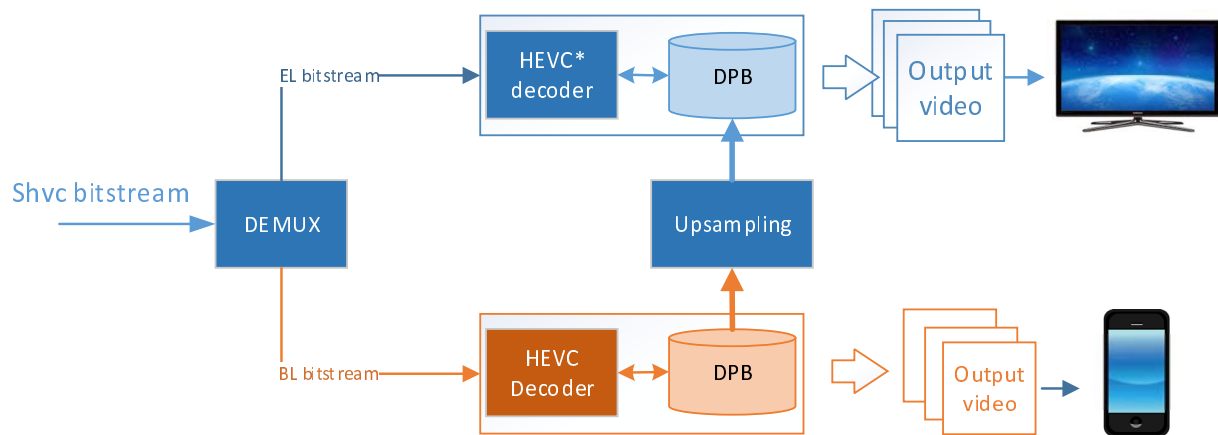 EL bitstream
HEVC*
decoder
DPB
Output
video
Shvc bitstream
DEMUX
Upsampling
BL bitstream
HEVC
Decoder
DPB
Output
video